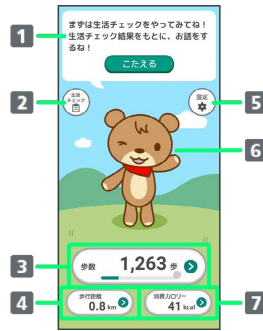 まずは生活チェックをやってみてね！
生活チェック結果をもとに、お話をす
るね！
こたえる
1
2
生活
チェック
設定
5
6
3
歩数 1,263 歩
4
歩行距離
0.8 km
消費カロリー
41 kcal
7